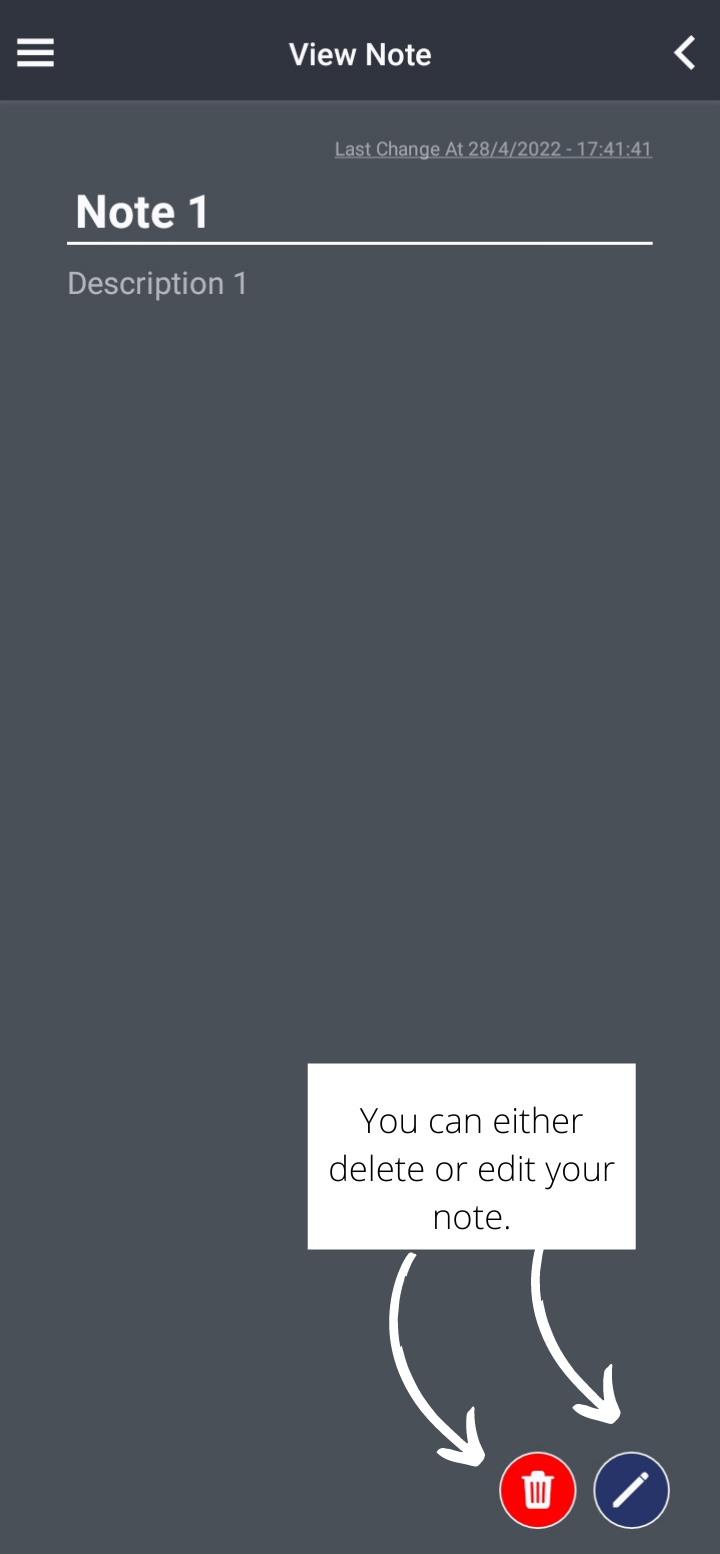 View Note
Last Change At 28/4/2022 - 17:41:41
Note 1
Description 1
You can either
delete or edit your
note.